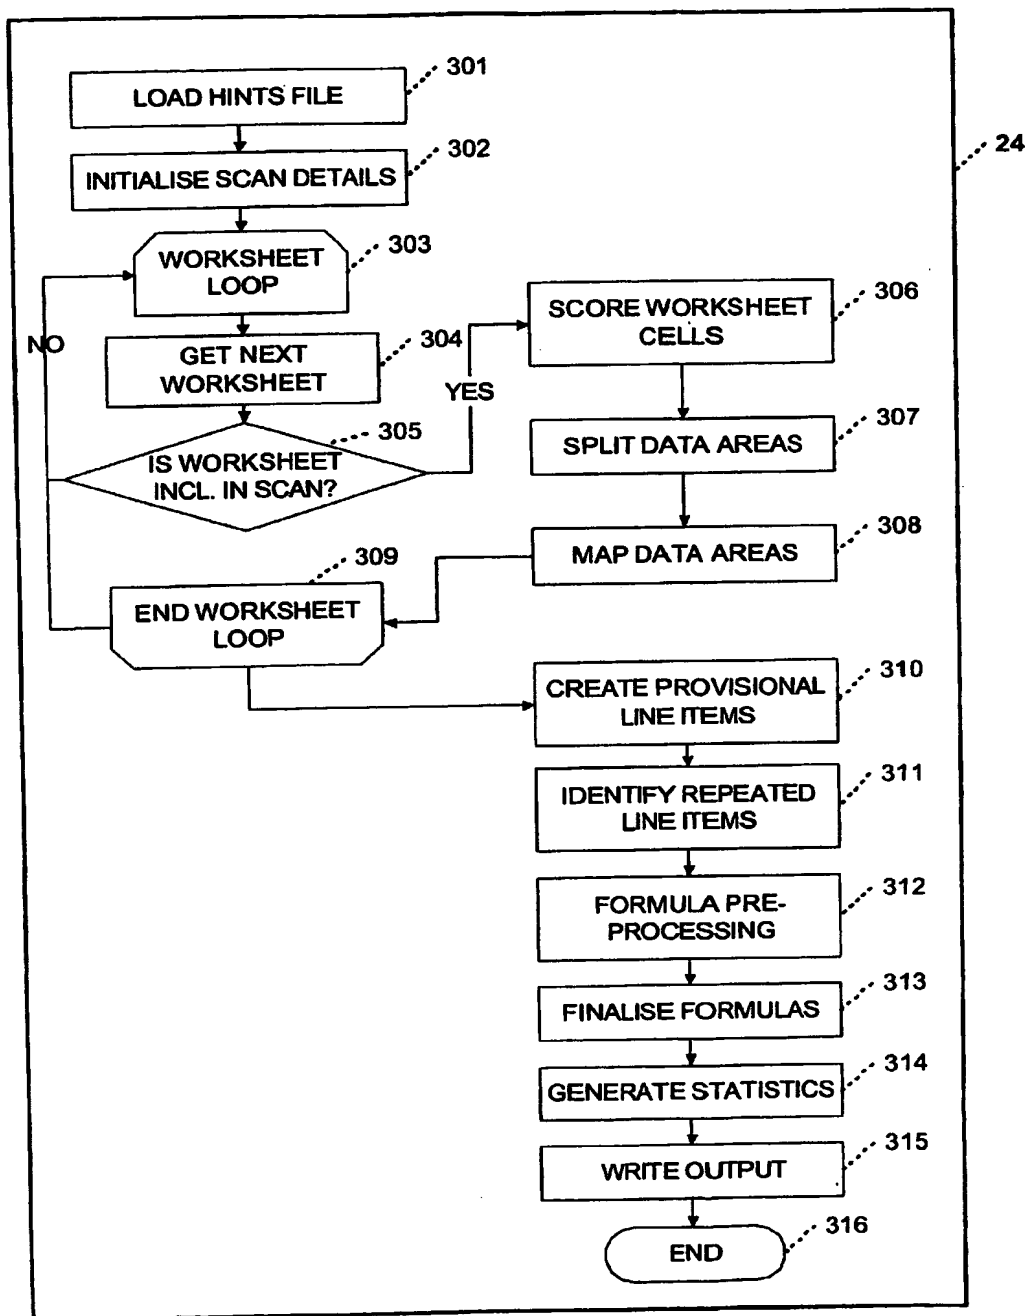 301
LOAD HINTS FILE
302
INITIALISE SCAN DETAILS
24
303
WORKSHEET
LOOP
304
GET NEXT
WORKSHEET
NO
YES
305
IS WORKSHEET
INCL. IN SCAN?
306
SCORE WORKSHEET
CELLS
307
SPLIT DATA AREAS
308
MAP DATA AREAS
309
END WORKSHEET
LOOP
310
CREATE PROVISIONAL
LINE ITEMS
311
IDENTIFY REPEATED
LINE ITEMS
312
FORMULA PRE-
PROCESSING
313
FINALISE FORMULAS
314
GENERATE STATISTICS
315
WRITE OUTPUT
316
END